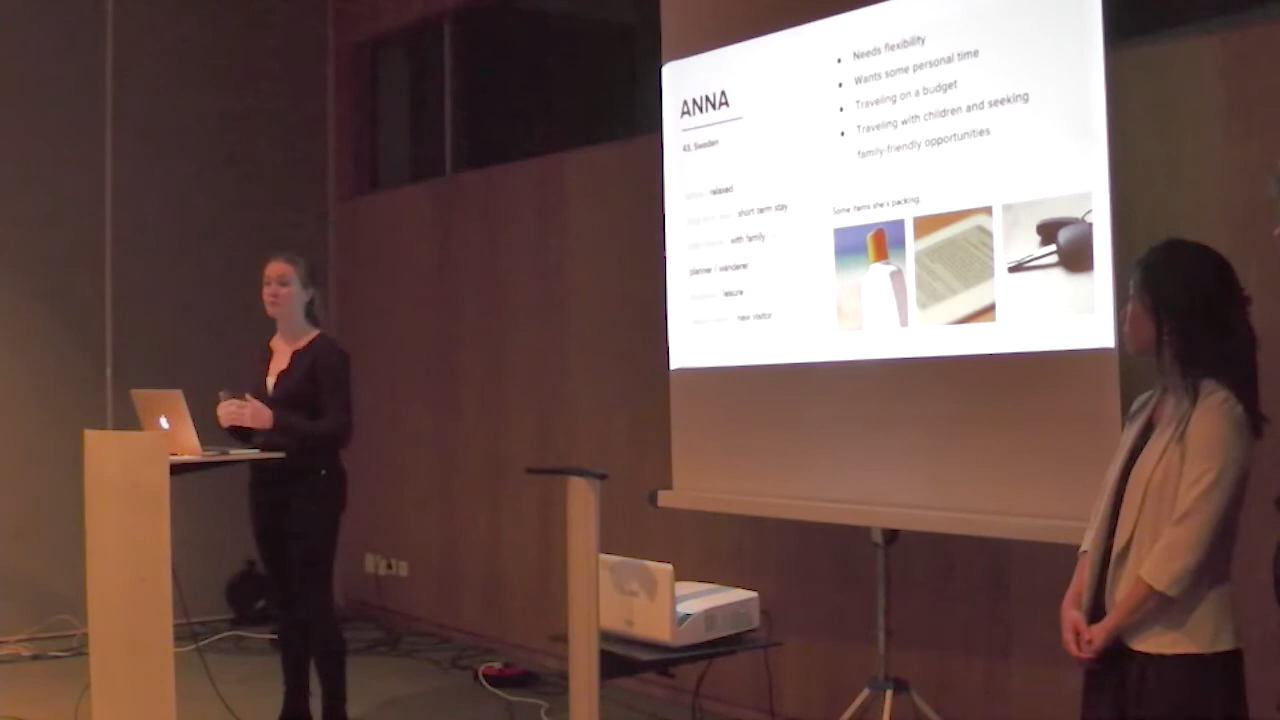 ANNA
43, Sweden
relaxed
short term stay
with family
planner / wanderer
leisure
new visitor
Needs flexibility
Wants some personal time
Traveling on a budget
Traveling with children and seeking
family-friendly opportunities
Some items she's packing: